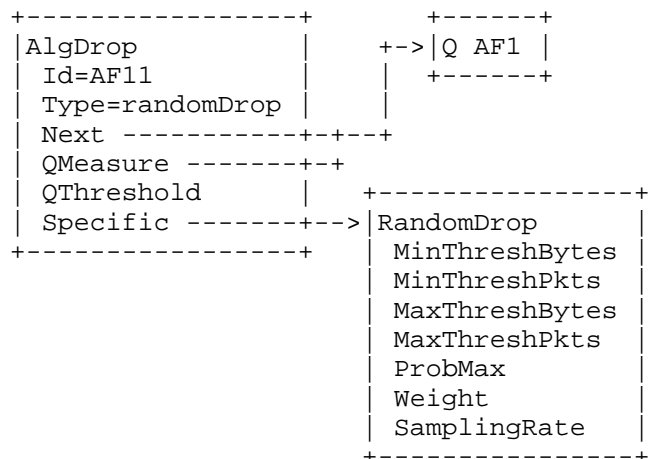 +-----------------+       +------+
|AlgDrop          |    +->|Q AF1 |
| Id=AF11         |    |  +------+
| Type=randomDrop |    |
| Next -----------+-+--+
| QMeasure -------+-+
| QThreshold      |   +----------------+
| Specific -------+-->|RandomDrop      |
+-----------------+   | MinThreshBytes |
                      | MinThreshPkts  |
                      | MaxThreshBytes |
                      | MaxThreshPkts  |
                      | ProbMax        |
                      | Weight         |
                      | SamplingRate   |
                      +----------------+